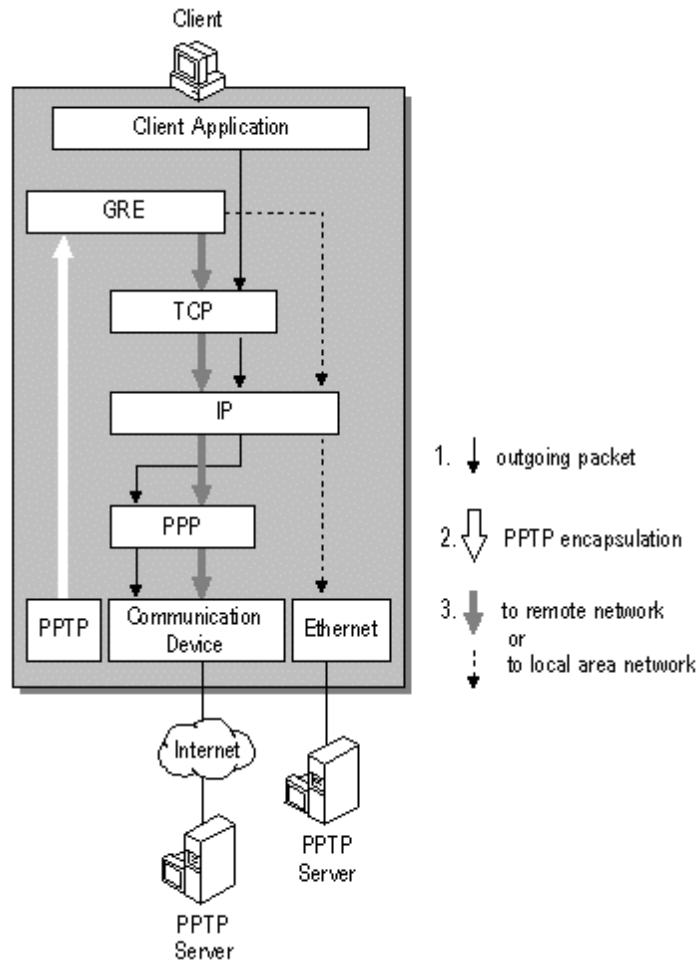 Client
Client Application
GRE
TCP
IP
PPP
PPTP
Communication
Device
Ethernet
1. outgoing packet
2. PPTP encapsulation
3. to remote network
or
to local area network
Internet
PPTP
Server
PPTP
Server